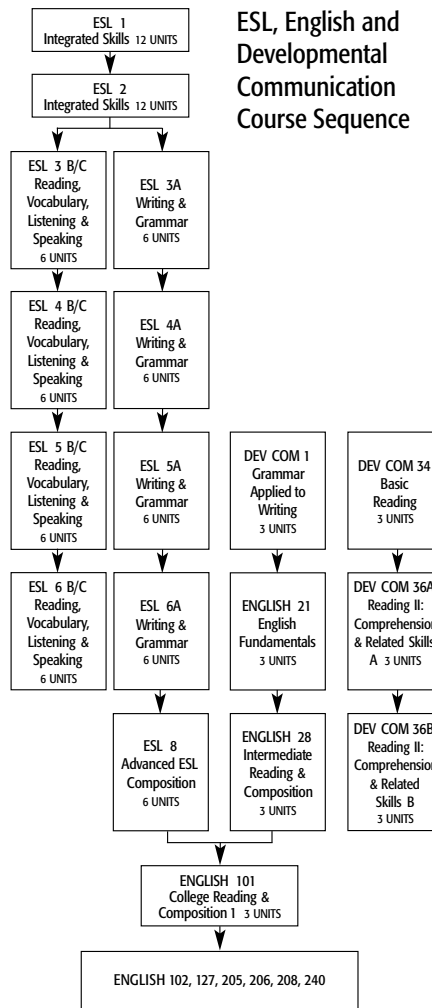 ESL, English and
Developmental
Communication
Course Sequence
ESL 1
Integrated Skills 12 UNITS
ESL 2
Integrated Skills 12 UNITS
ESL 3 B/C
Reading,
Vocabulary,
Listening &
Speaking
6 UNITS
ESL 3A
Writing &
Grammar
6 UNITS
ESL 4 B/C
Reading,
Vocabulary,
Listening &
Speaking
6 UNITS
ESL 4A
Writing &
Grammar
6 UNITS
ESL 5 B/C
Reading,
Vocabulary,
Listening &
Speaking
6 UNITS
ESL 5A
Writing &
Grammar
6 UNITS
DEV COM 1
Grammar
Applied to
Writing
3 UNITS
DEV COM 34
Basic
Reading
3 UNITS
ESL 6 B/C
Reading,
Vocabulary,
Listening &
Speaking
6 UNITS
ESL 6A
Writing &
Grammar
6 UNITS
ENGLISH 21
English
Fundamentals
3 UNITS
DEV COM 36A
Reading II:
Comprehension
& Related Skills
A 3 UNITS
ESL 8
Advanced ESL
Composition
6 UNITS
ENGLISH 28
Intermediate
Reading &
Composition
3 UNITS
DEV COM 36B
Reading II:
Comprehension
& Related
Skills B
3 UNITS
ENGLISH 101
College Reading &
Composition 1 3 UNITS
ENGLISH 102, 127, 205, 206, 208, 240